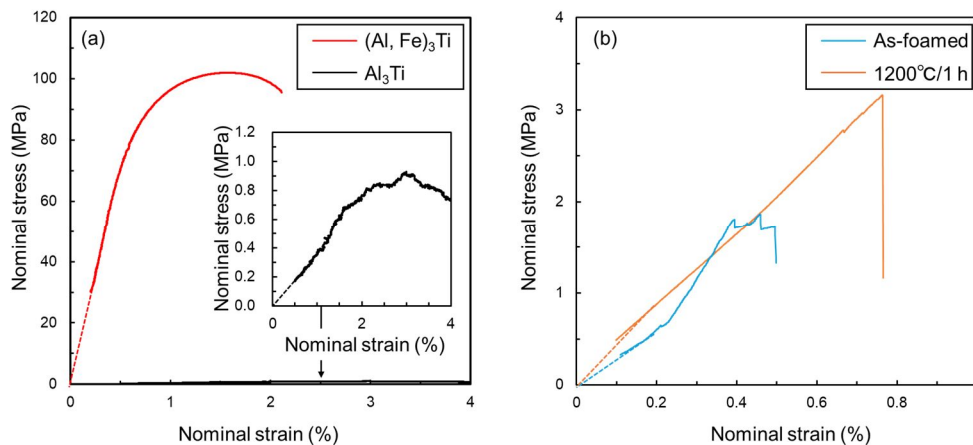 (a)
(Al, Fe)₃Ti
Al₃Ti
Nominal stress (MPa)
120
100
80
60
40
20
0
0 1 2 3 4
Nominal strain (%)
Nominal stress (MPa)
1.2
1.0
0.8
0.6
0.4
0.2
0.0
0 2 4
Nominal strain (%)
(b)
As-foamed
1200℃/1 h
Nominal stress (MPa)
4
3
2
1
0
0 0.2 0.4 0.6 0.8
Nominal strain (%)